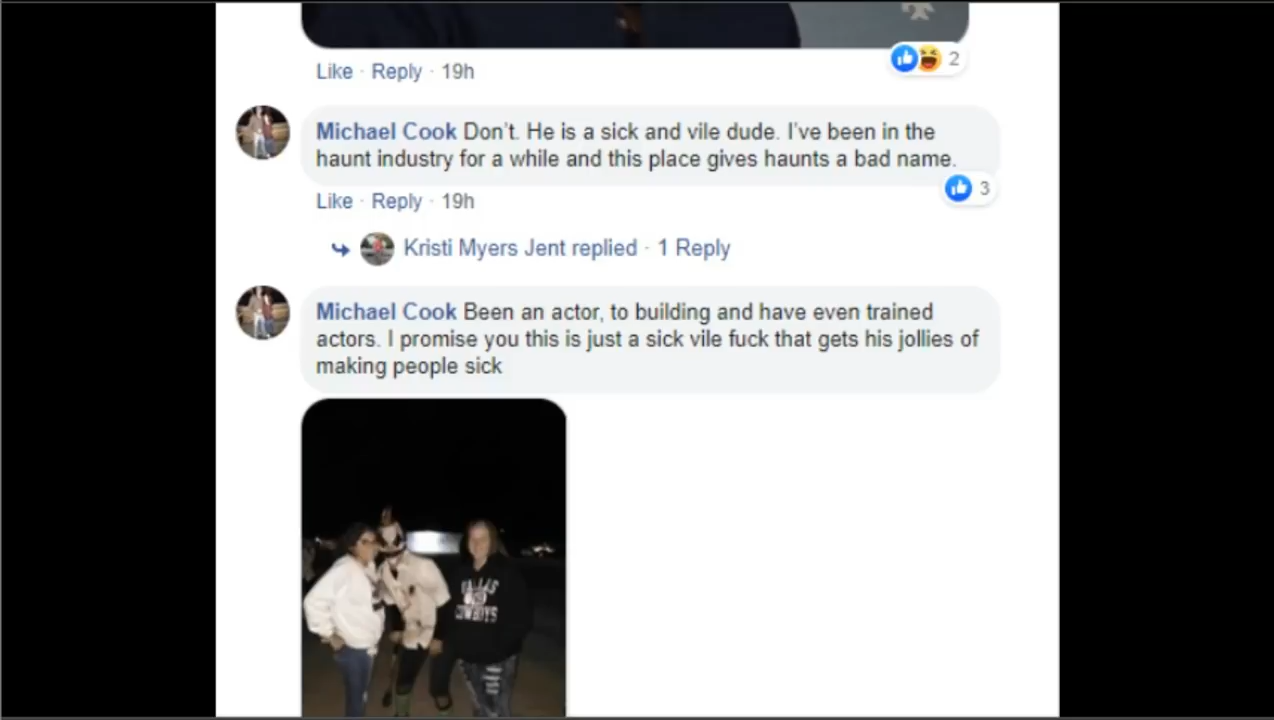 Like · Reply · 19h
2
Michael Cook Don't. He is a sick and vile dude. I've been in the
haunt industry for a while and this place gives haunts a bad name.
3
Like · Reply · 19h
Kristi Myers Jent replied · 1 Reply
Michael Cook Been an actor, to building and have even trained
actors. I promise you this is just a sick vile fuck that gets his jollies of
making people sick
COWBOYS